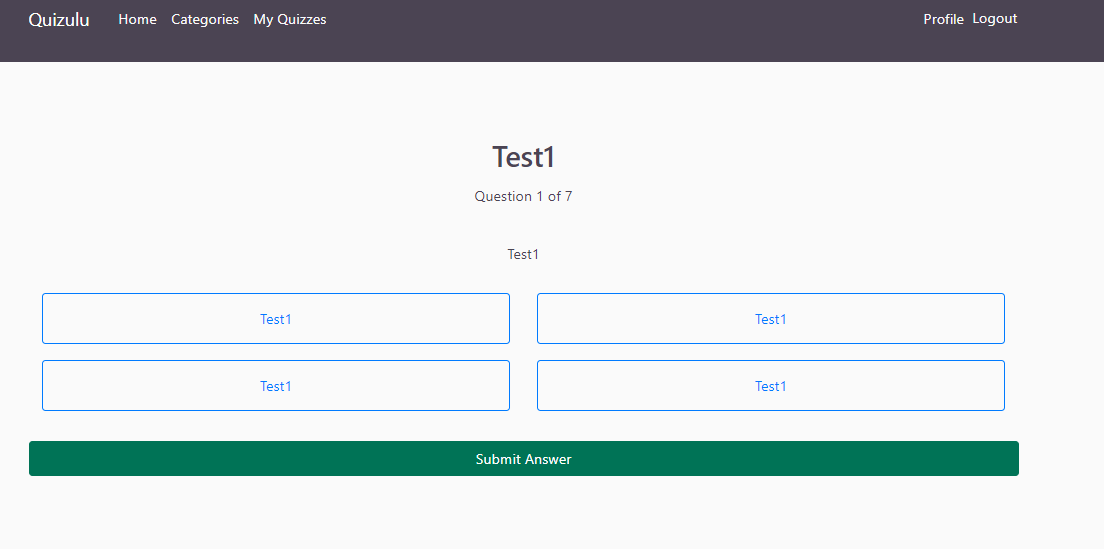 Quizulu Home Categories My Quizzes Profile Logout
Test1
Question 1 of 7
Test1
Test1 Test1
Test1 Test1
Submit Answer